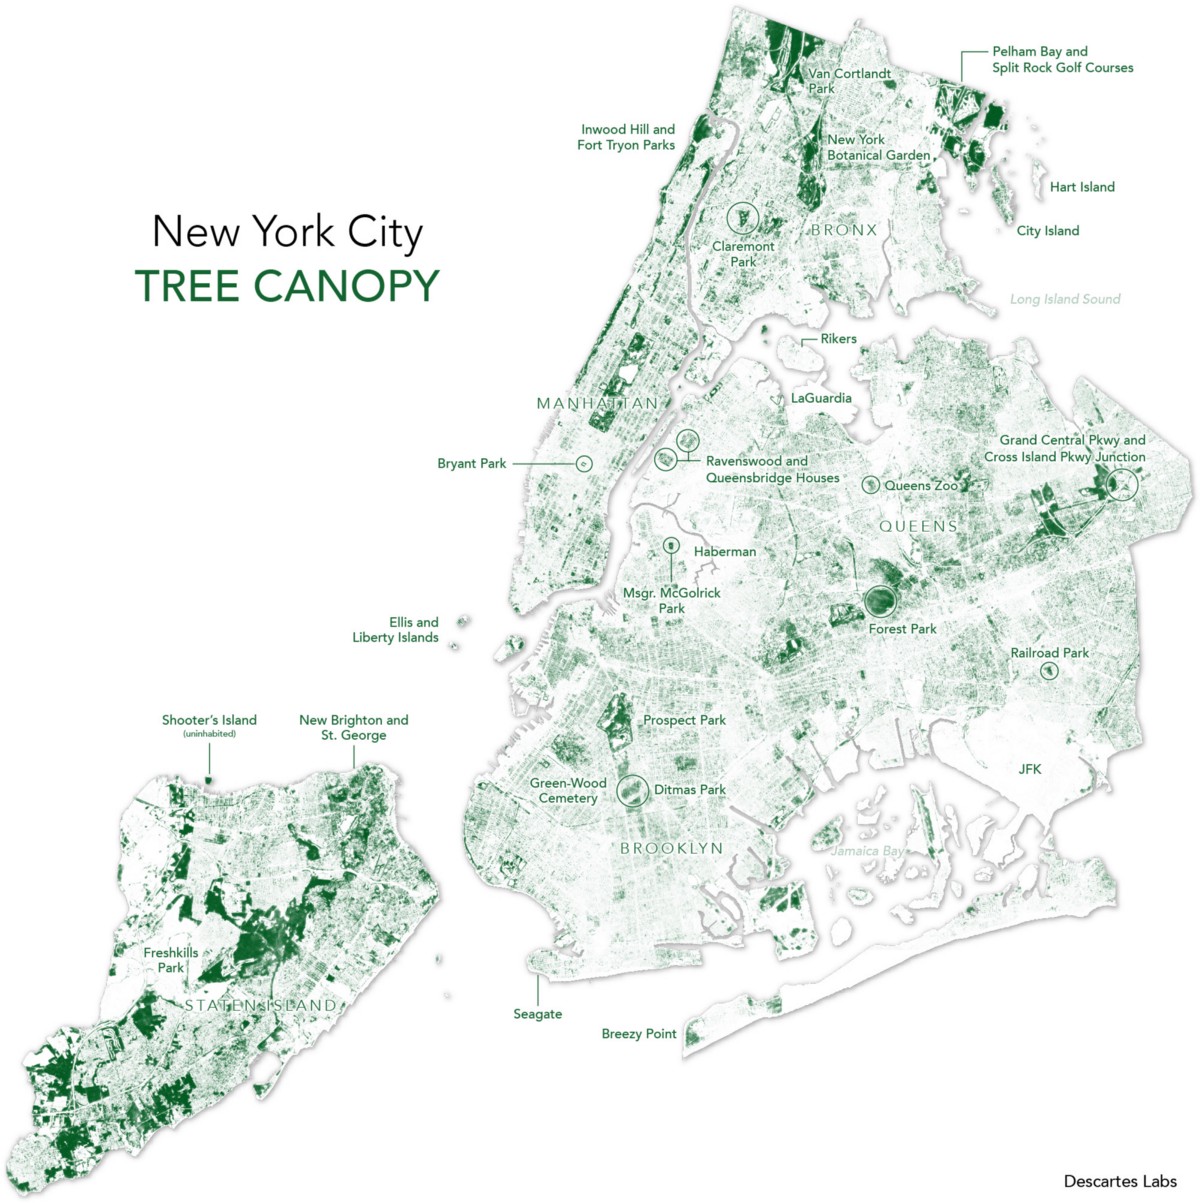 New York City
TREE CANOPY
Pelham Bay and
Split Rock Golf Courses
Van Cortlandt
Park
Inwood Hill and
Fort Tryon Parks
New York
Botanical Garden
Hart Island
City Island
BRONX
Claremont
Park
Long Island Sound
Rikers
LaGuardia
MANHATTAN
Grand Central Pkwy and
Cross Island Pkwy Junction
Bryant Park
Ravenswood and
Queensbridge Houses
Queens Zoo
QUEENS
Haberman
Msgr. McGolrick
Park
Ellis and
Liberty Islands
Forest Park
Railroad Park
Shooter's Island
(uninhabited)
New Brighton and
St. George
Prospect Park
JFK
Green-Wood
Cemetery
Ditmas Park
BROOKLYN
Jamaica Bay
Freshkills
Park
STATEN ISLAND
Seagate
Breezy Point
Descartes Labs